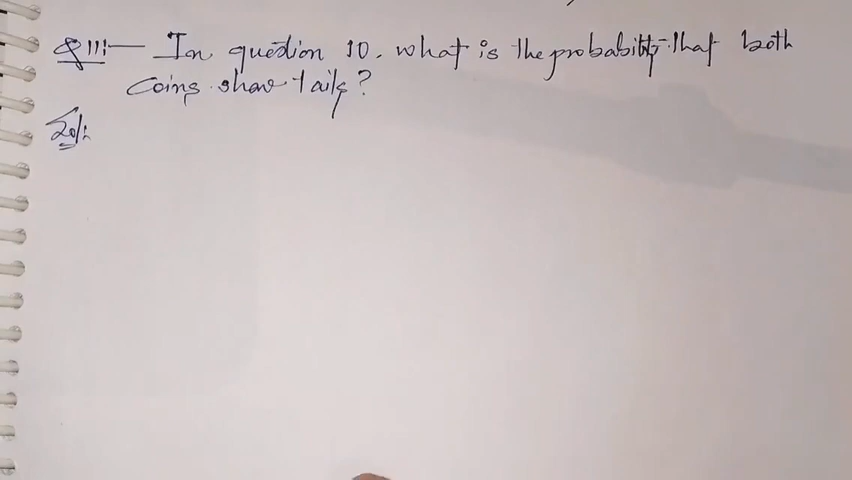 Q11:— In question 10. what is the probability that both
coins show tails?
Sol: